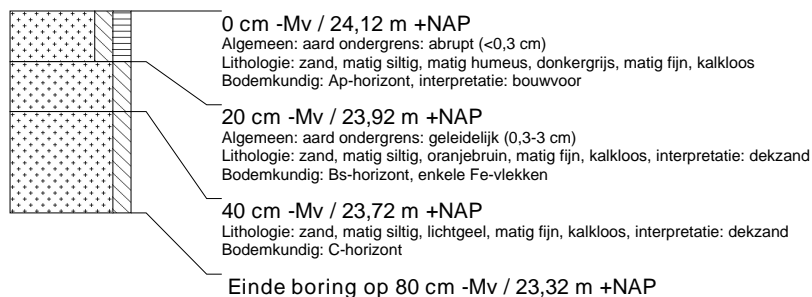 0 cm -Mv / 24,12 m +NAP
Algemeen: aard ondergrens: abrupt (<0,3 cm)
Lithologie: zand, matig siltig, matig humeus, donkergrijs, matig fijn, kalkloos
Bodemkundig: Ap-horizont, interpretatie: bouwvoor
20 cm -Mv / 23,92 m +NAP
Algemeen: aard ondergrens: geleidelijk (0,3-3 cm)
Lithologie: zand, matig siltig, oranjebruin, matig fijn, kalkloos, interpretatie: dekzand
Bodemkundig: Bs-horizont, enkele Fe-vlekken
40 cm -Mv / 23,72 m +NAP
Lithologie: zand, matig siltig, lichtgeel, matig fijn, kalkloos, interpretatie: dekzand
Bodemkundig: C-horizont
Einde boring op 80 cm -Mv / 23,32 m +NAP